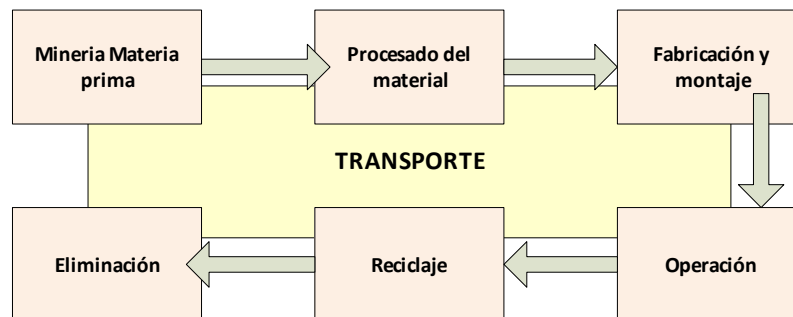 Mineria Materia
prima
Procesado del
material
Fabricación y
montaje
TRANSPORTE
Eliminación
Reciclaje
Operación